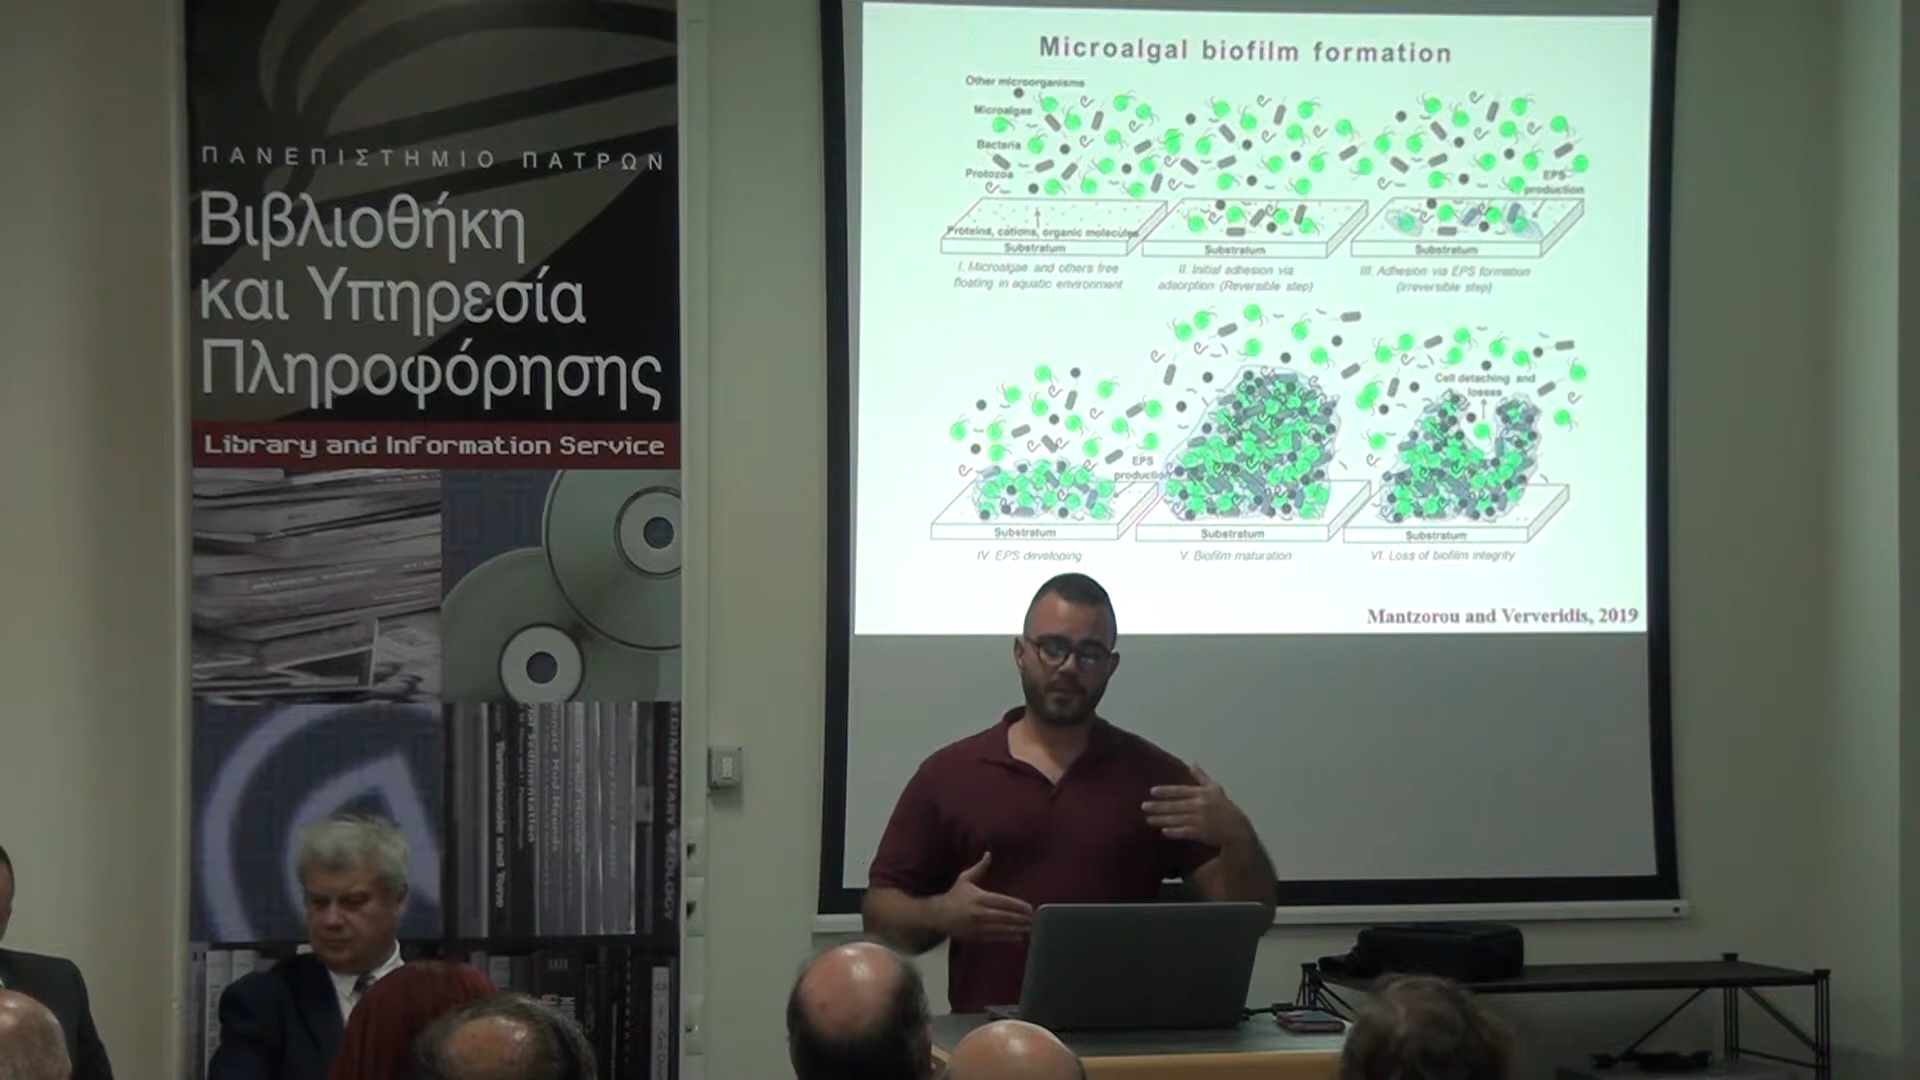 ΠΑΝΕΠΙΣΤΗΜΙΟ ΠΑΤΡΩΝ
Βιβλιοθήκη
και Υπηρεσία
Πληροφόρησης
Library and Information Service
Microalgal biofilm formation
Other microorganisms
Microalgae
Bacteria
Protozoa
EPS
production
Proteins, cations, organic molecules
Substratum
Substratum
Substratum
I. Microalgae and others free
floating in aquatic environment
II. Initial adhesion via
adsorption (Reversible step)
III. Adhesion via EPS formation
(irreversible step)
Cell detaching and
losses
EPS
production
Substratum
Substratum
Substratum
IV. EPS developing
V. Biofilm maturation
VI. Loss of biofilm integrity
Mantzorou and Ververidis, 2019